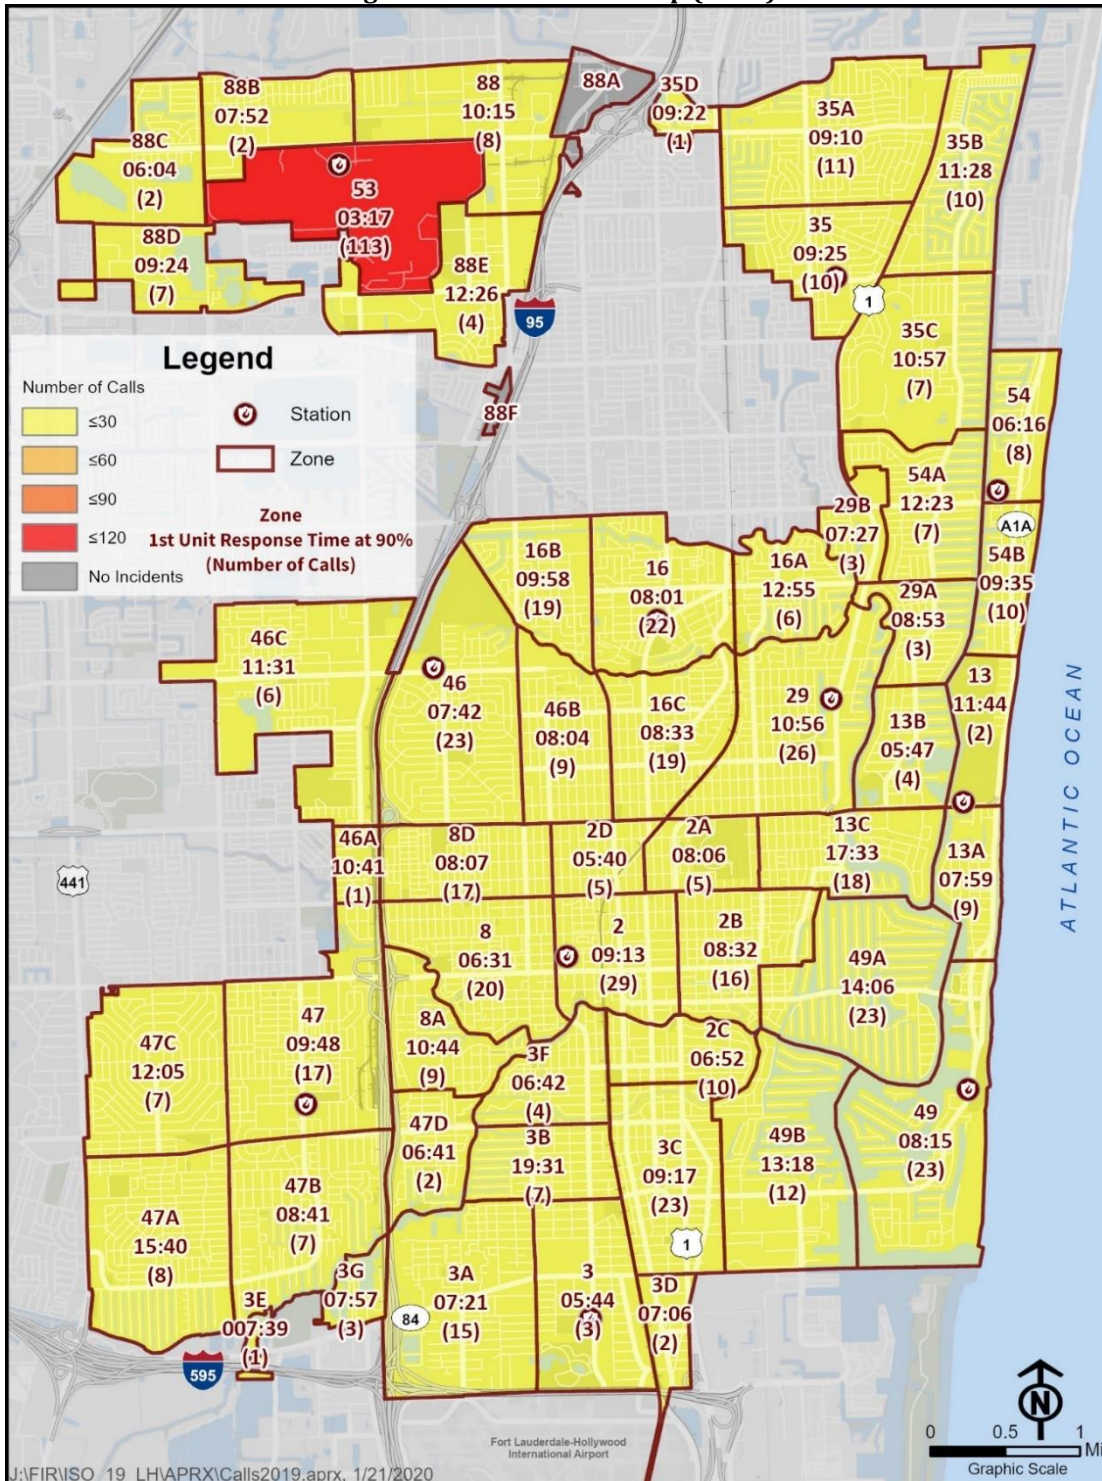 88B
07:52
(2)
88
10:15
(8)
88A
35D
09:22
(1)
35A
09:10
(11)
35B
11:28
(10)
88C
06:04
(2)
53
03:17
(113)
88D
09:24
(7)
88E
12:26
(4)
95
35
09:25
(10)
1
35C
10:57
(7)
Legend
Number of Calls
≤30
≤60
≤90
≤120
No Incidents
Station
Zone
Zone
1st Unit Response Time at 90%
(Number of Calls)
88F
54
06:16
(8)
54A
12:23
(7)
29B
07:27
(3)
A1A
54B
09:35
(10)
16B
09:58
(19)
16
08:01
(22)
16A
12:55
(6)
29A
08:53
(3)
46C
11:31
(6)
46
07:42
(23)
46B
08:04
(9)
16C
08:33
(19)
29
10:56
(26)
13B
05:47
(4)
13
11:44
(2)
ATLANTIC OCEAN
46A
10:41
(1)
8D
08:07
(17)
2D
05:40
(5)
2A
08:06
(5)
13C
17:33
(18)
13A
07:59
(9)
441
8
06:31
(20)
2
09:13
(29)
2B
08:32
(16)
49A
14:06
(23)
47C
12:05
(7)
47
09:48
(17)
8A
10:44
(9)
3F
06:42
(4)
2C
06:52
(10)
49
08:15
(23)
47D
06:41
(2)
3B
19:31
(7)
3C
09:17
(23)
49B
13:18
(12)
47A
15:40
(8)
47B
08:41
(7)
1
3E
007:39
(1)
3G
07:57
(3)
84
3A
07:21
(15)
3
05:44
(3)
3D
07:06
(2)
595
Fort Lauderdale-Hollywood
International Airport
N
0 0.5 1
Mi
Graphic Scale
J:\FIR\ISO_19_LH\APRX\Calls2019.aprx, 1/21/2020